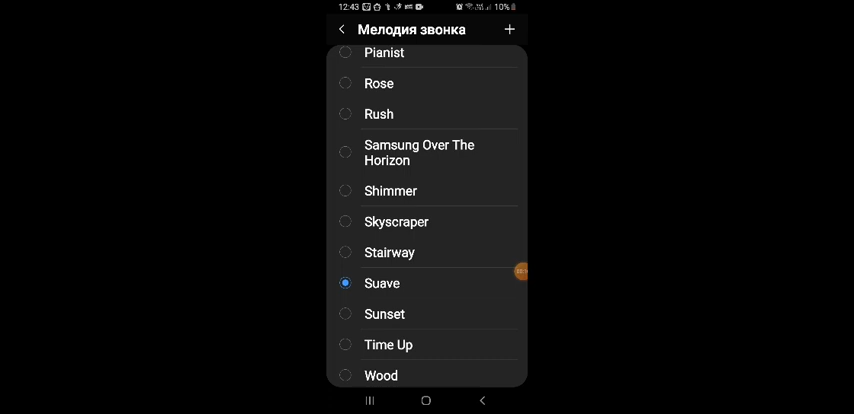 12:43
10%
Мелодия звонка
Pianist
Rose
Rush
Samsung Over The
Horizon
Shimmer
Skyscraper
Stairway
Suave
Sunset
Time Up
Wood